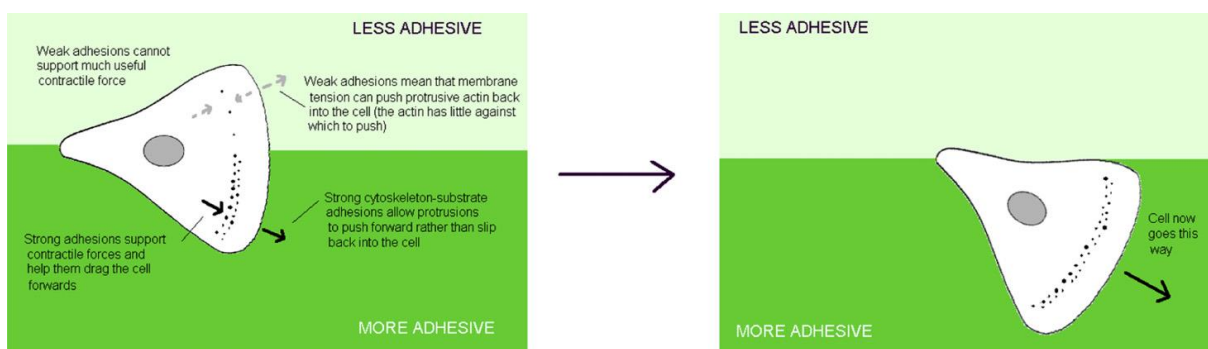 LESS ADHESIVE
Weak adhesions cannot
support much useful
contractile force
Weak adhesions mean that membrane
tension can push protrusive actin back
into the cell (the actin has little against
which to push)
Strong cytoskeleton-substrate
adhesions allow protrusions
to push forward rather than slip
back into the cell
Strong adhesions support
contractile forces and
help them drag the cell
forwards
MORE ADHESIVE
LESS ADHESIVE
Cell now
goes this
way
MORE ADHESIVE